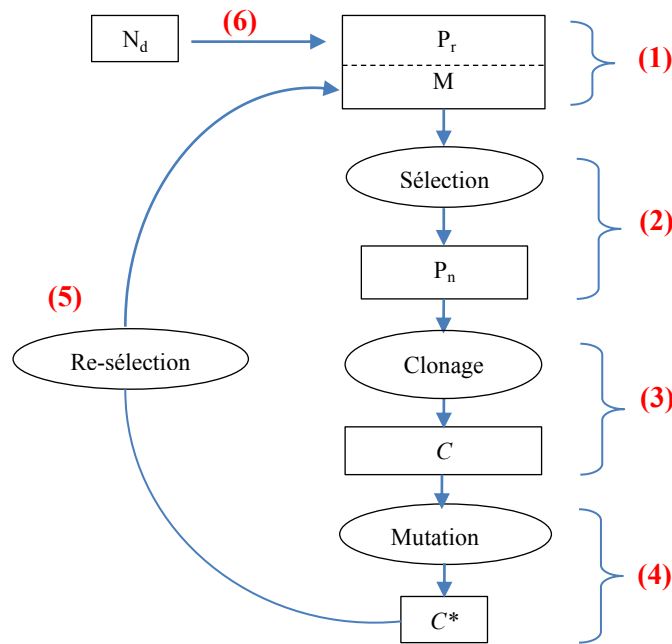 (6)
N_d
P_r
M
(1)
Sélection
(2)
P_n
(5)
Re-sélection
Clonage
(3)
C
Mutation
(4)
C*